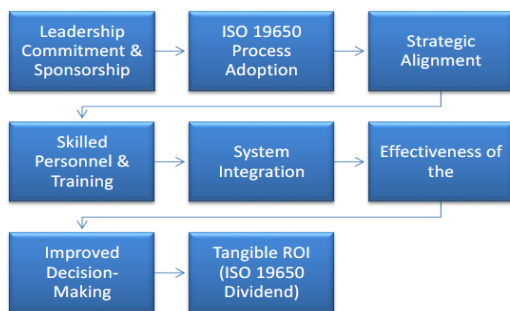 Leadership
Commitment &
Sponsorship
ISO 19650
Process
Adoption
Strategic
Alignment
Skilled
Personnel &
Training
System
Integration
Effectiveness of
the
Improved
Decision-
Making
Tangible ROI
(ISO 19650
Dividend)